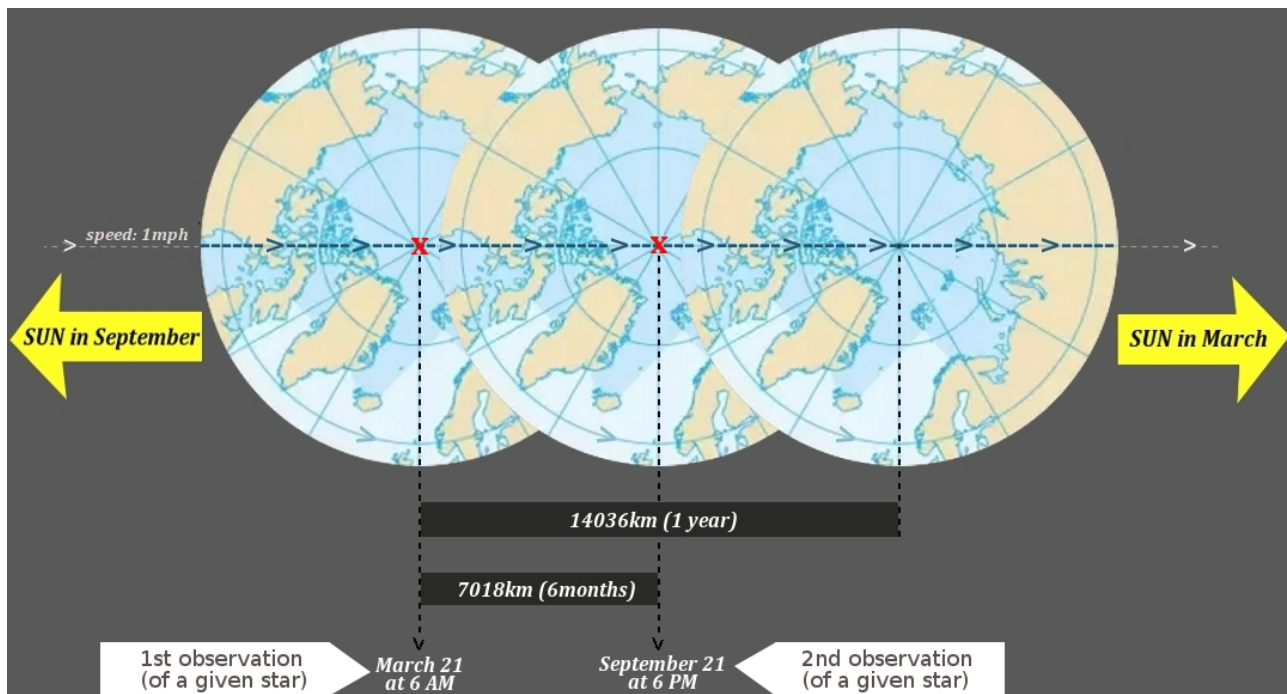 speed: 1mph
X
X
SUN in September
SUN in March
14036km (1 year)
7018km (6months)
1st observation
(of a given star)
March 21
at 6 AM
September 21
at 6 PM
2nd observation
(of a given star)